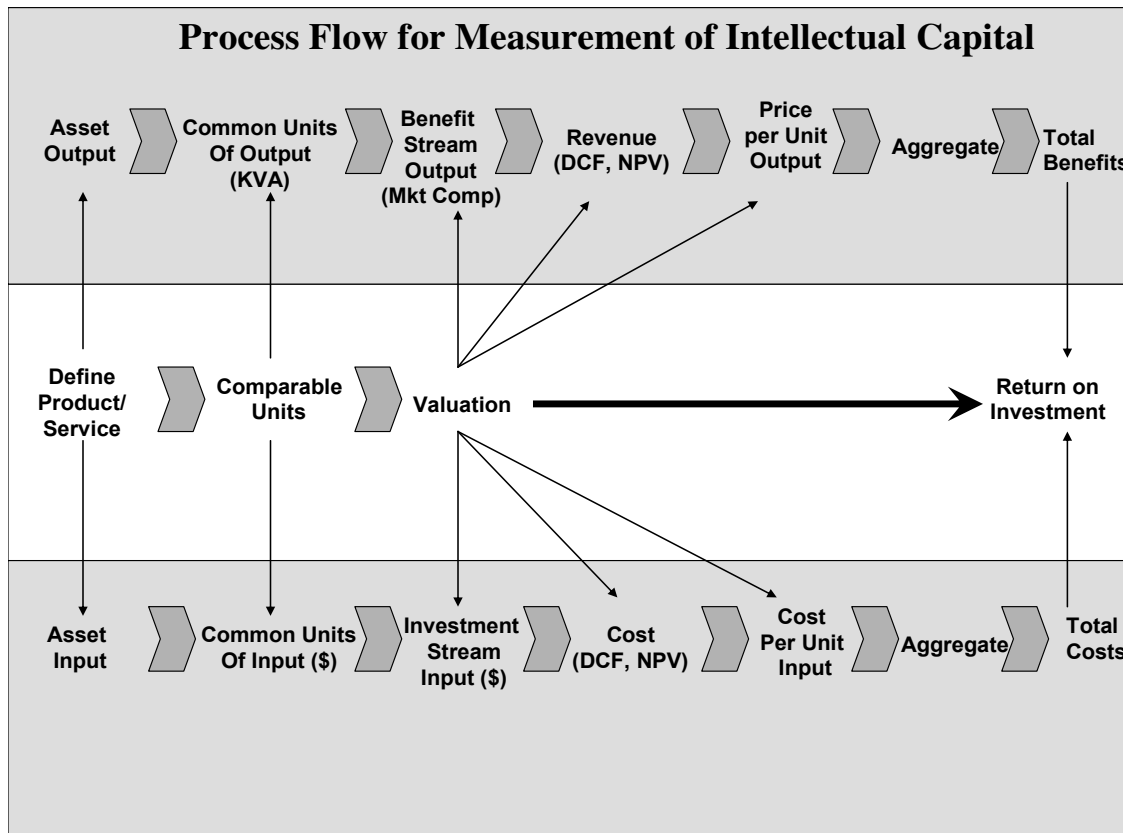 Process Flow for Measurement of Intellectual Capital
Asset
Output
Common Units
Of Output
(KVA)
Benefit
Stream
Output
(Mkt Comp)
Revenue
(DCF, NPV)
Price
per Unit
Output
Aggregate
Total
Benefits
Define
Product/
Service
Comparable
Units
Valuation
Return on
Investment
Asset
Input
Common Units
Of Input ($)
Investment
Stream
Input ($)
Cost
(DCF, NPV)
Cost
Per Unit
Input
Aggregate
Total
Costs